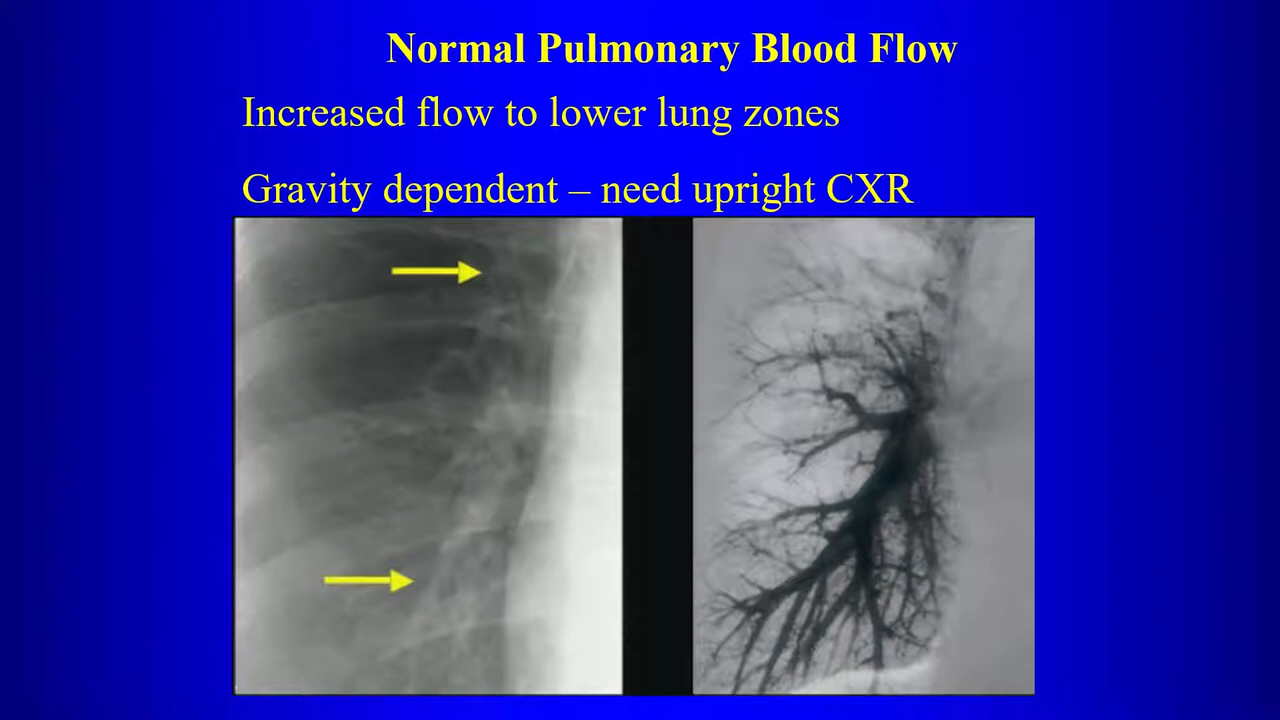 Normal Pulmonary Blood Flow
Increased flow to lower lung zones
Gravity dependent – need upright CXR